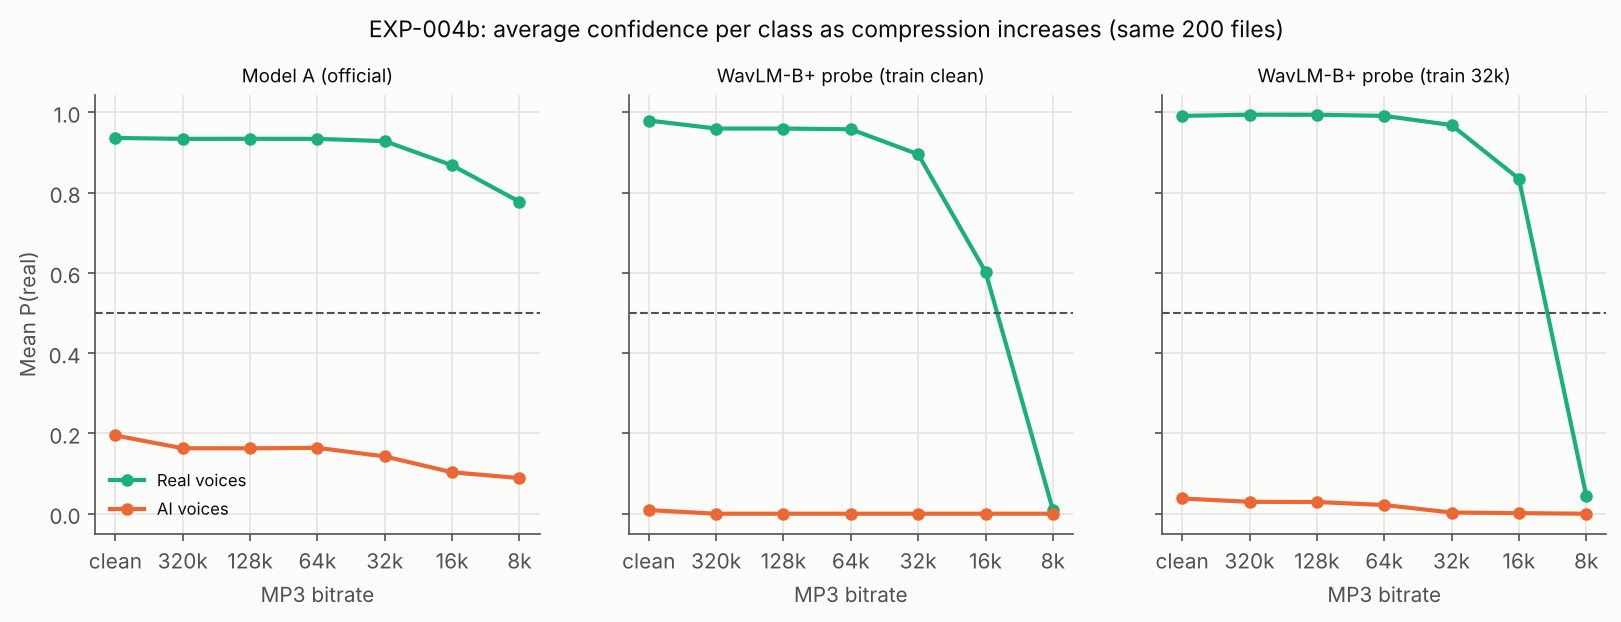 EXP-004b: average confidence per class as compression increases (same 200 files)
Model A (official)
WavLM-B+ probe (train clean)
WavLM-B+ probe (train 32k)
Mean P(real)
1.0
0.8
0.6
0.4
0.2
0.0
Real voices
AI voices
clean 320k 128k 64k 32k 16k 8k
clean 320k 128k 64k 32k 16k 8k
clean 320k 128k 64k 32k 16k 8k
MP3 bitrate
MP3 bitrate
MP3 bitrate